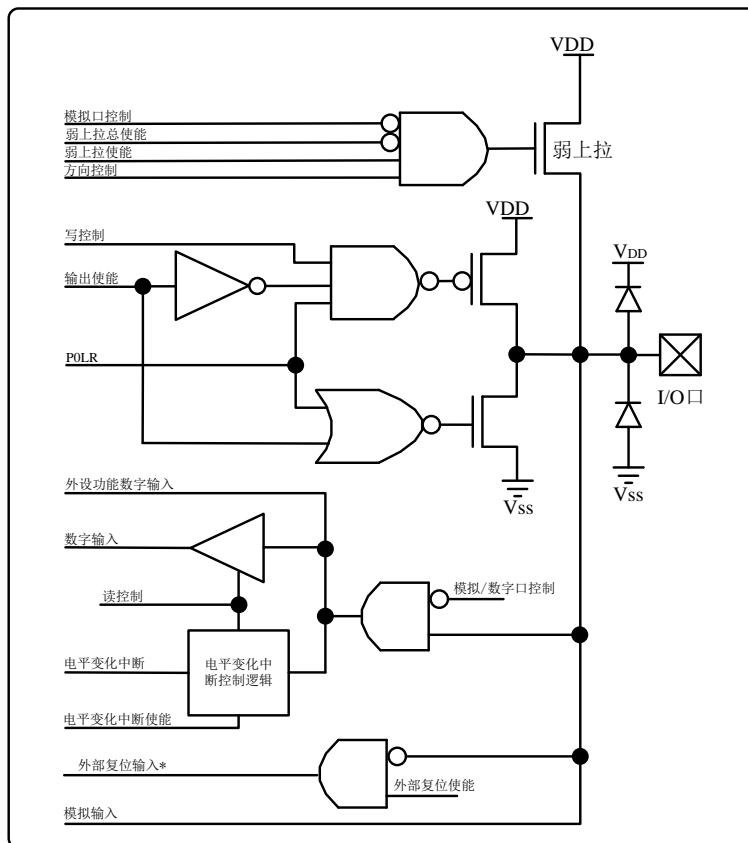 VDD
模拟口控制
弱上拉总使能
弱上拉使能
方向控制
弱上拉
写控制
VDD
输出使能
VDD
P0LR
I/O口
外设功能数字输入
Vss
Vss
数字输入
读控制
模拟/数字口控制
电平变化中断
电平变化中
断控制逻辑
电平变化中断使能
外部复位输入*
外部复位使能
模拟输入